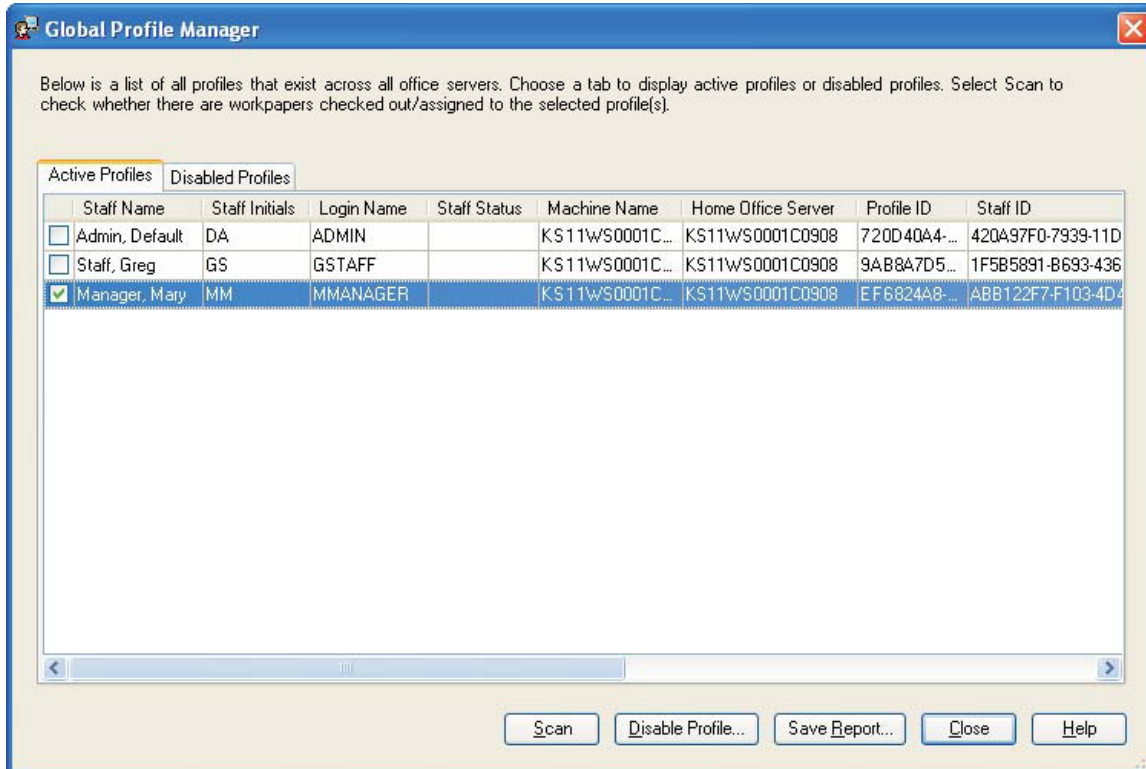 Global Profile Manager
Below is a list of all profiles that exist across all office servers. Choose a tab to display active profiles or disabled profiles. Select Scan to
check whether there are workpapers checked out/assigned to the selected profile(s).
Active Profiles Disabled Profiles
Staff Name Staff Initials Login Name Staff Status Machine Name Home Office Server Profile ID Staff ID
Admin, Default DA ADMIN KS11WS0001C... KS11WS0001C0908 720D40A4-... 420A97F0-7939-11D
Staff, Greg GS GSTAFF KS11WS0001C... KS11WS0001C0908 9AB8A7D5... 1F5B5891-B693-436
Manager, Mary MM MMANAGER KS11WS0001C... KS11WS0001C0908 EF6824A8-... ABB122F7-F103-4D4
Scan Disable Profile... Save Report... Close Help